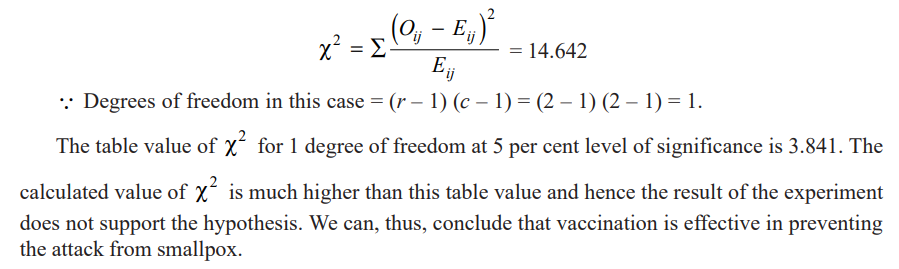 χ² = Σ (Oij – Eij)² / Eij = 14.642
∵ Degrees of freedom in this case = (r – 1) (c – 1) = (2 – 1) (2 – 1) = 1.
The table value of χ² for 1 degree of freedom at 5 per cent level of significance is 3.841. The
calculated value of χ² is much higher than this table value and hence the result of the experiment
does not support the hypothesis. We can, thus, conclude that vaccination is effective in preventing
the attack from smallpox.